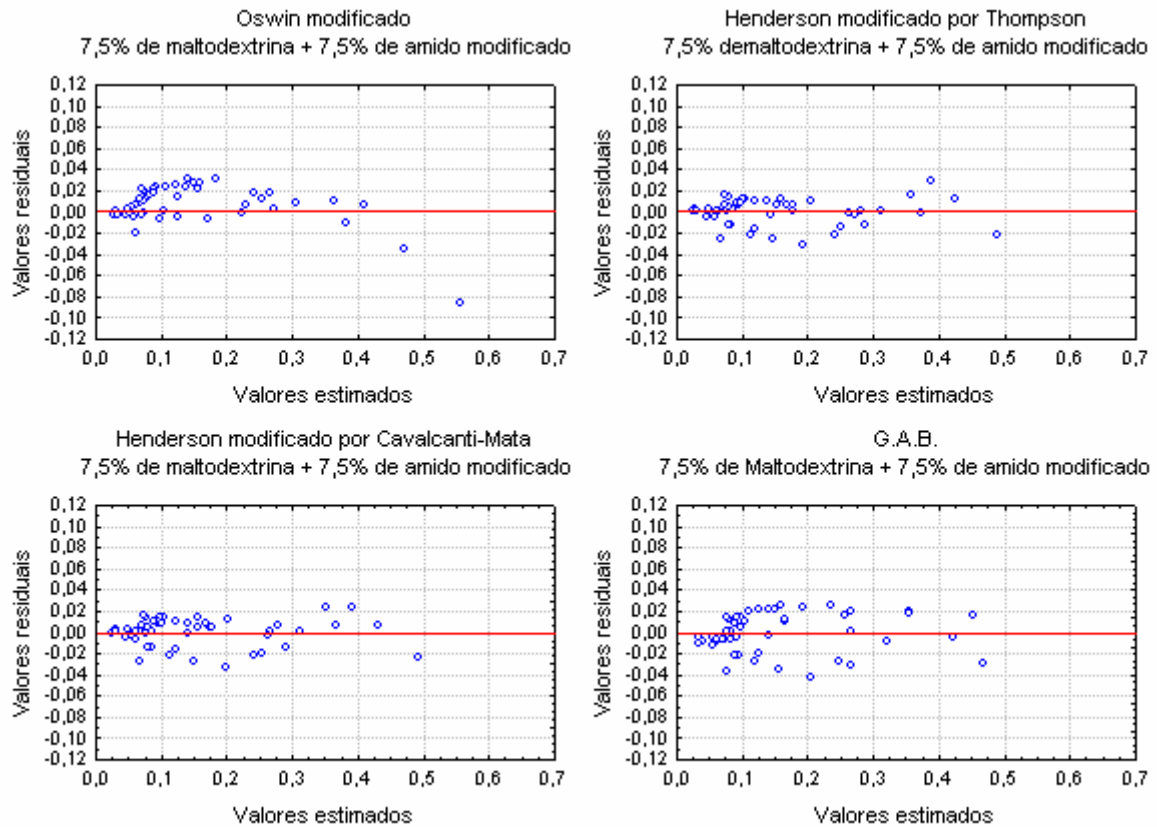 Oswin modificado
7,5% de maltodextrina + 7,5% de amido modificado
0,12
0,10
0,08
0,06
0,04
0,02
0,00
-0,02
-0,04
-0,06
-0,08
-0,10
-0,12
Valores residuais
0,0 0,1 0,2 0,3 0,4 0,5 0,6 0,7
Valores estimados
Henderson modificado por Thompson
7,5% demaltodextrina + 7,5% de amido modificado
0,12
0,10
0,08
0,06
0,04
0,02
0,00
-0,02
-0,04
-0,06
-0,08
-0,10
-0,12
Valores residuais
0,0 0,1 0,2 0,3 0,4 0,5 0,6 0,7
Valores estimados
Henderson modificado por Cavalcanti-Mata
7,5% de maltodextrina + 7,5% de amido modificado
0,12
0,10
0,08
0,06
0,04
0,02
0,00
-0,02
-0,04
-0,06
-0,08
-0,10
-0,12
Valores residuais
0,0 0,1 0,2 0,3 0,4 0,5 0,6 0,7
Valores estimados
G.A.B.
7,5% de Maltodextrina + 7,5% de amido modificado
0,12
0,10
0,08
0,06
0,04
0,02
0,00
-0,02
-0,04
-0,06
-0,08
-0,10
-0,12
Valores residuais
0,0 0,1 0,2 0,3 0,4 0,5 0,6 0,7
Valores estimados